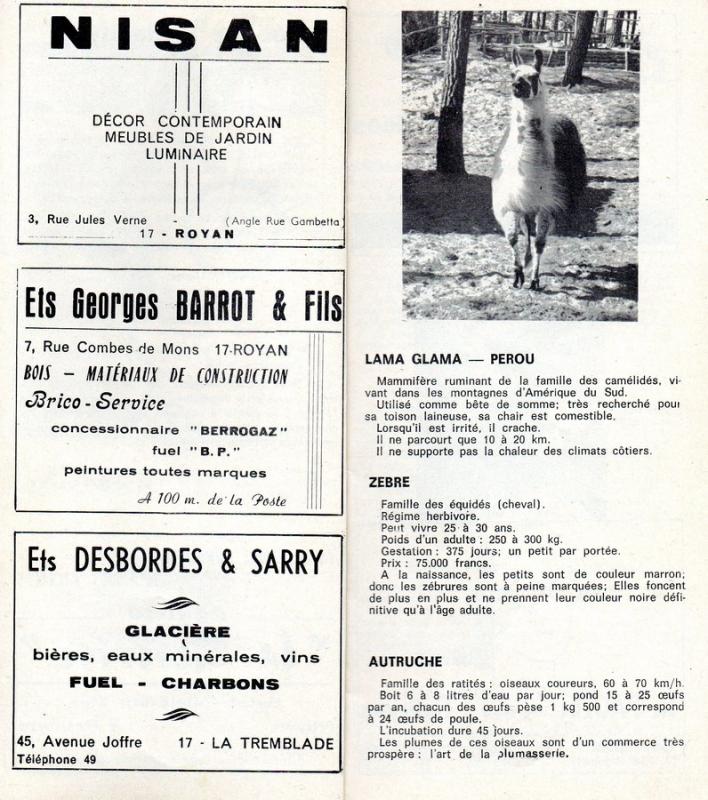 NISAN
DÉCOR CONTEMPORAIN
MEUBLES DE JARDIN
LUMINAIRE
3, Rue Jules Verne - (Angle Rue Gambetta)
17 - ROYAN
Ets Georges BARROT & Fils
7, Rue Combes de Mons 17-ROYAN
BOIS – MATÉRIAUX DE CONSTRUCTION
Brico-Service
concessionnaire "BERROGAZ"
fuel "B.P."
peintures toutes marques
A 100 m. de la Poste
Ets DESBORDES & SARRY
GLACIÈRE
bières, eaux minérales, vins
FUEL - CHARBONS
45, Avenue Joffre 17 - LA TREMBLADE
Téléphone 49
LAMA GLAMA — PEROU
Mammifère ruminant de la famille des camélidés, vi-
vant dans les montagnes d'Amérique du Sud.
Utilisé comme bête de somme; très recherché pour
sa toison laineuse, sa chair est comestible.
Lorsqu'il est irrité, il crache.
Il ne parcourt que 10 à 20 km.
Il ne supporte pas la chaleur des climats côtiers.
ZEBRE
Famille des équidés (cheval).
Régime herbivore.
Peut vivre 25 à 30 ans.
Poids d'un adulte : 250 à 300 kg.
Gestation : 375 jours; un petit par portée.
Prix : 75.000 francs.
A la naissance, les petits sont de couleur marron;
donc les zébrures sont à peine marquées; Elles foncent
de plus en plus et ne prennent leur couleur noire défi-
nitive qu'à l'âge adulte.
AUTRUCHE
Famille des ratités : oiseaux coureurs, 60 à 70 km/h.
Boit 6 à 8 litres d'eau par jour; pond 15 à 25 œufs
par an, chacun des œufs pèse 1 kg 500 et correspond
à 24 œufs de poule.
L'incubation dure 45 jours.
Les plumes de ces oiseaux sont d'un commerce très
prospère : l'art de la plumasserie.